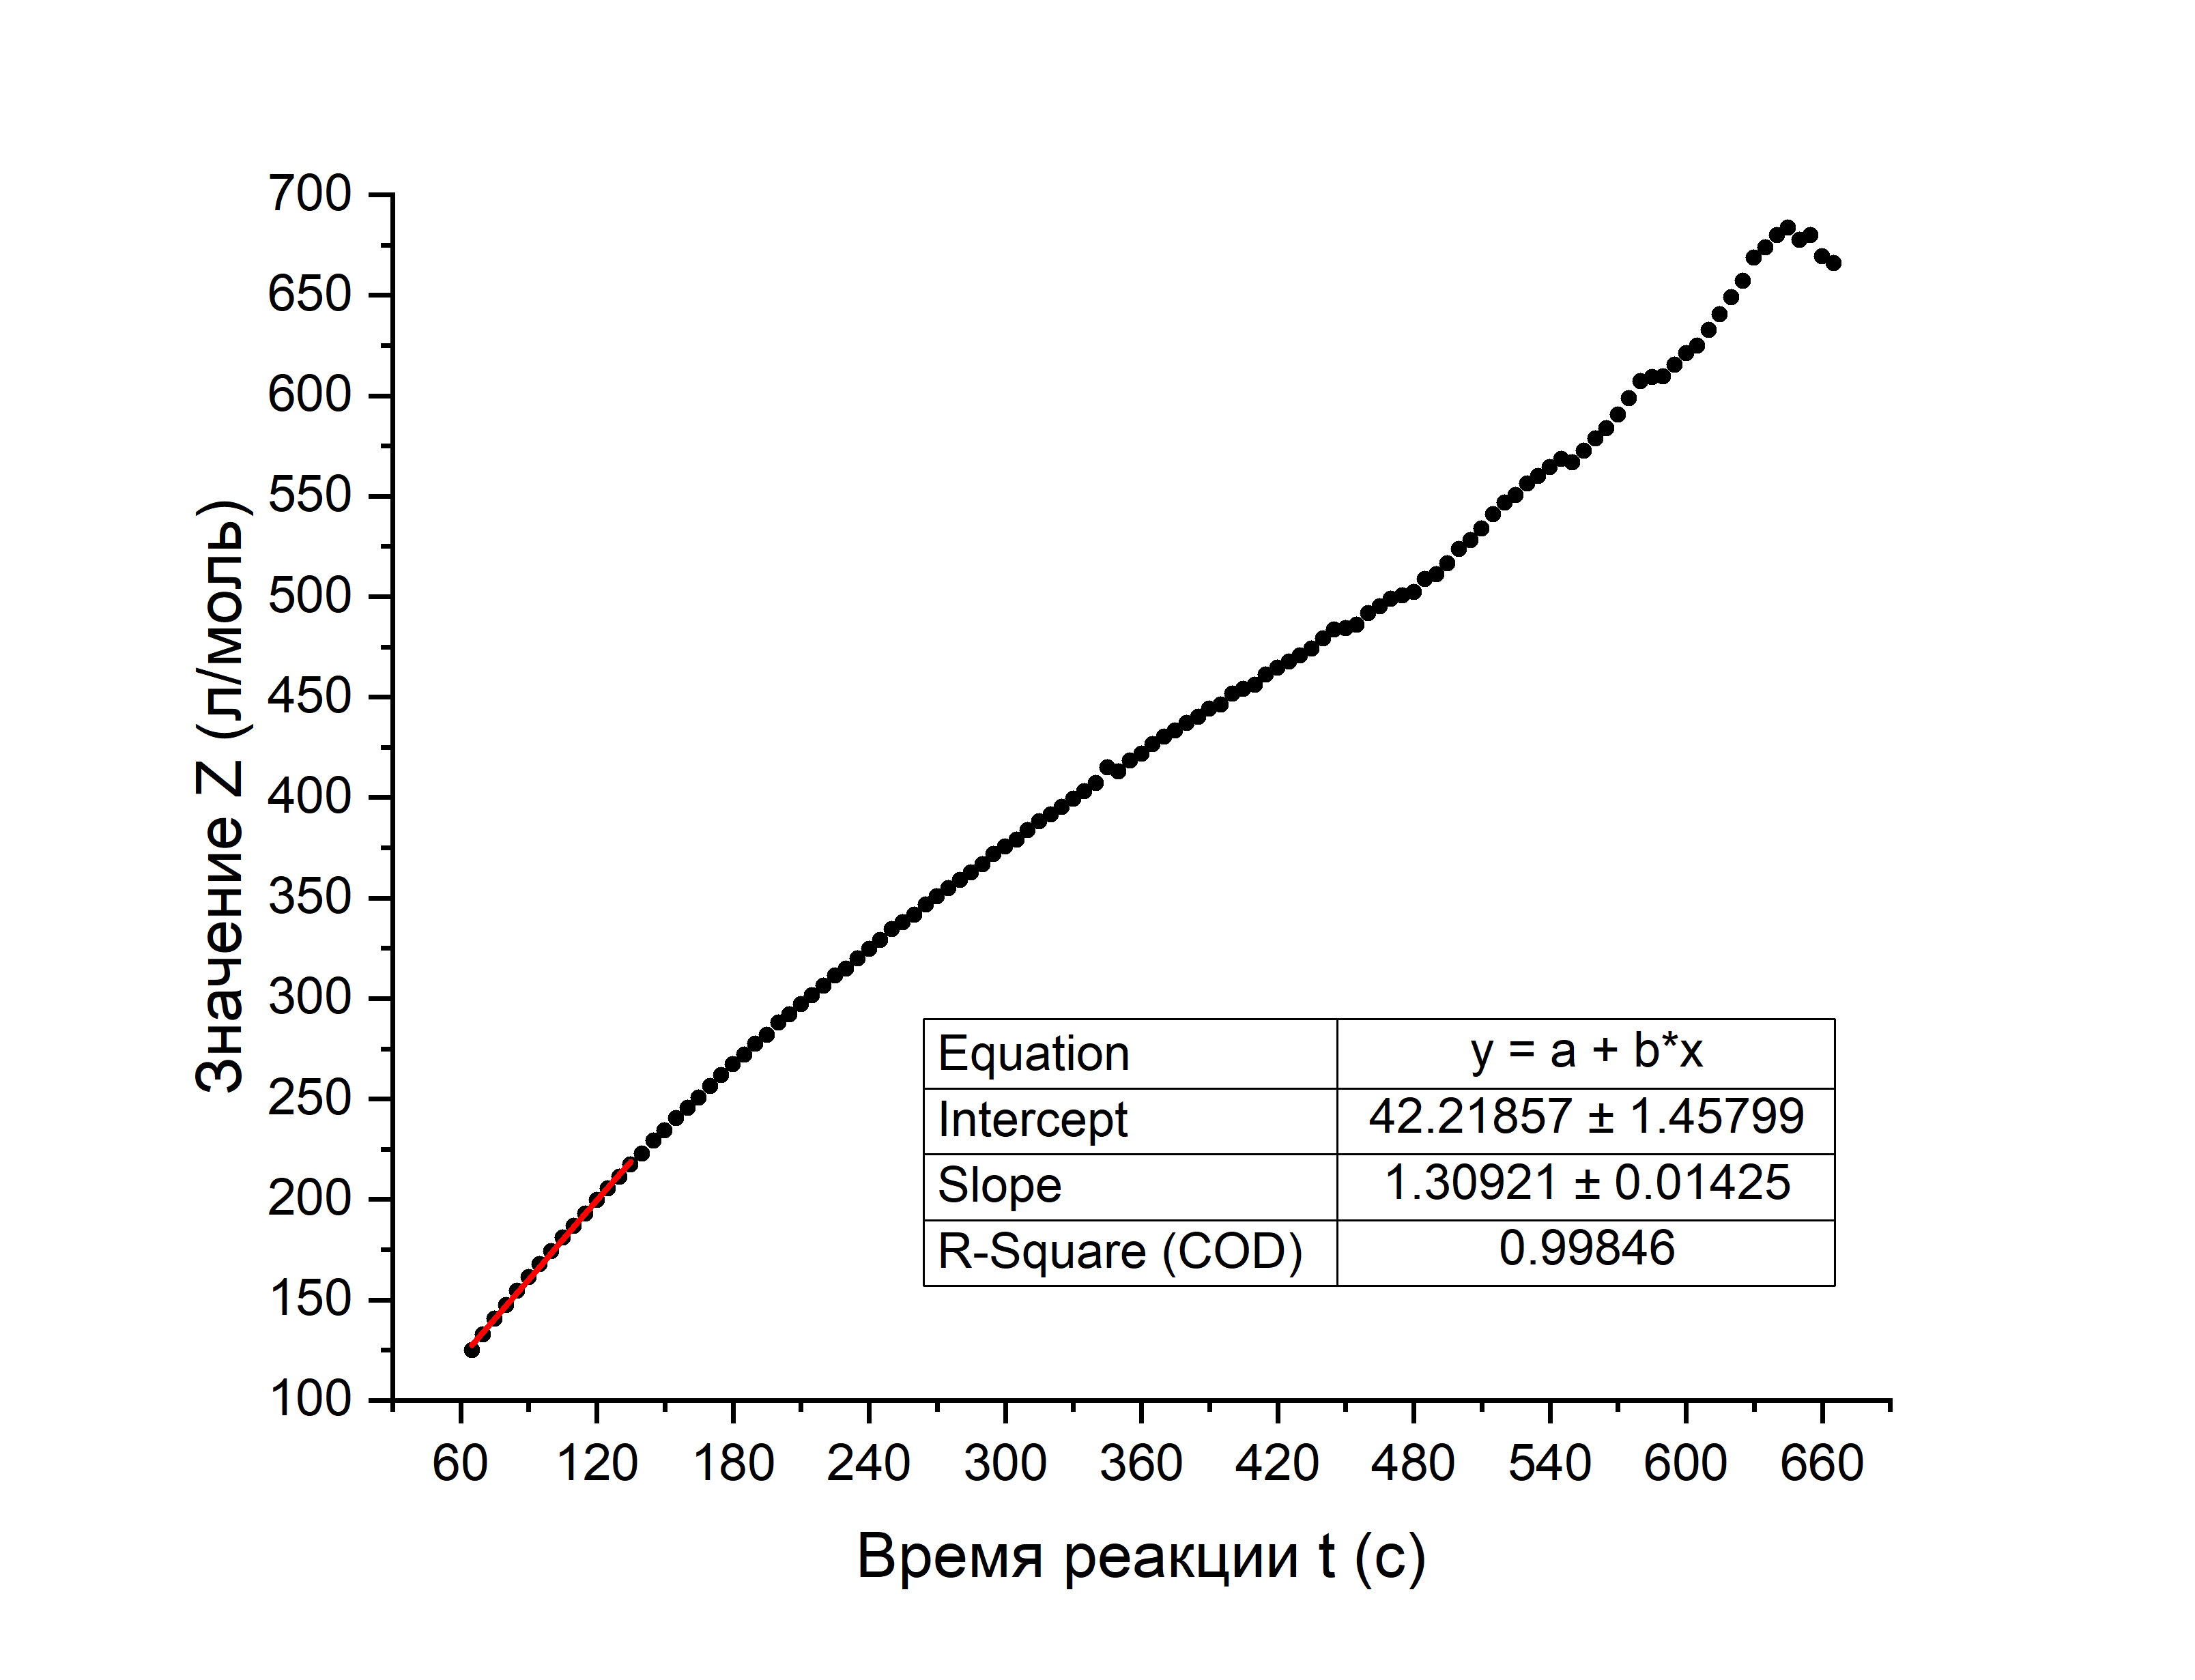 Значение Z (л/моль)
700
650
600
550
500
450
400
350
300
250
200
150
100
Equation y = a + b*x
Intercept 42.21857 ± 1.45799
Slope 1.30921 ± 0.01425
R-Square (COD) 0.99846
60 120 180 240 300 360 420 480 540 600 660
Время реакции t (с)